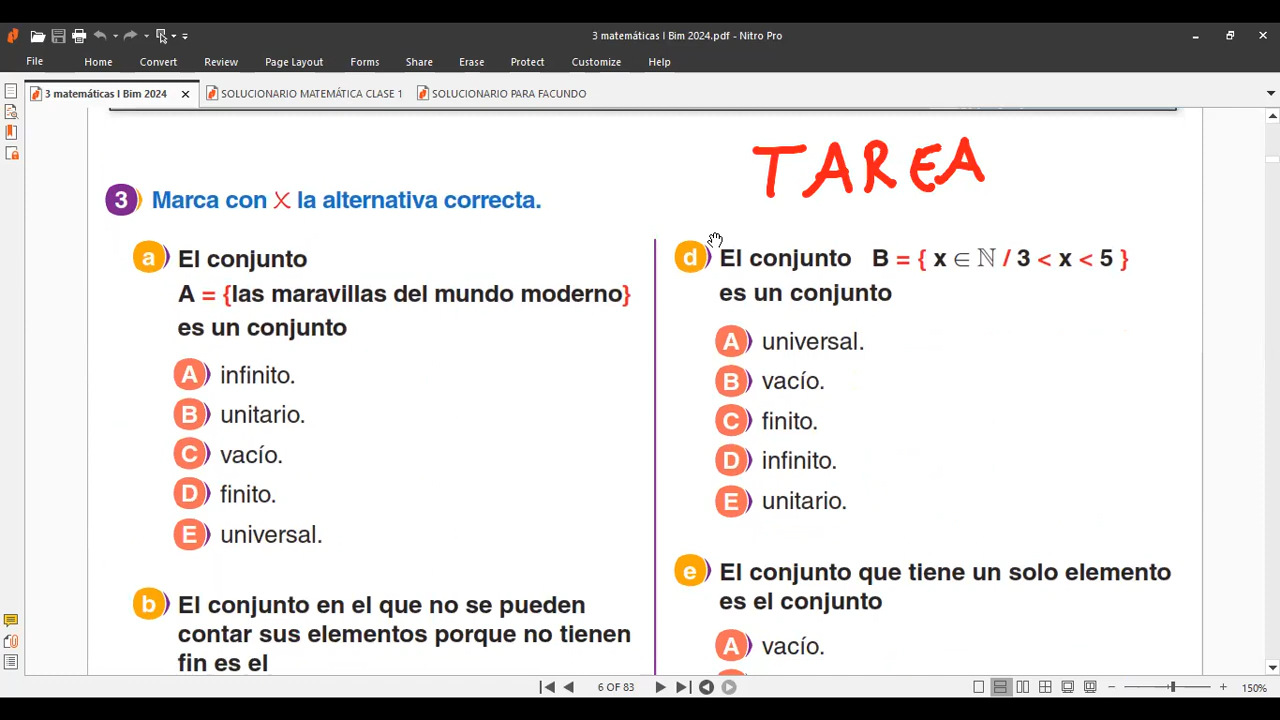 3 matemáticas I Bim 2024.pdf - Nitro Pro
File Home Convert Review Page Layout Forms Share Erase Protect Customize Help
3 matemáticas I Bim 2024
SOLUCIONARIO MATEMÁTICA CLASE 1
SOLUCIONARIO PARA FACUNDO
TAREA
3 Marca con X la alternativa correcta.
a El conjunto
A = {las maravillas del mundo moderno}
es un conjunto
A infinito.
B unitario.
C vacío.
D finito.
E universal.
b El conjunto en el que no se pueden
contar sus elementos porque no tienen
fin es el
d El conjunto B = { x ∈ ℕ / 3 < x < 5 }
es un conjunto
A universal.
B vacío.
C finito.
D infinito.
E unitario.
e El conjunto que tiene un solo elemento
es el conjunto
A vacío.
6 OF 83
150%